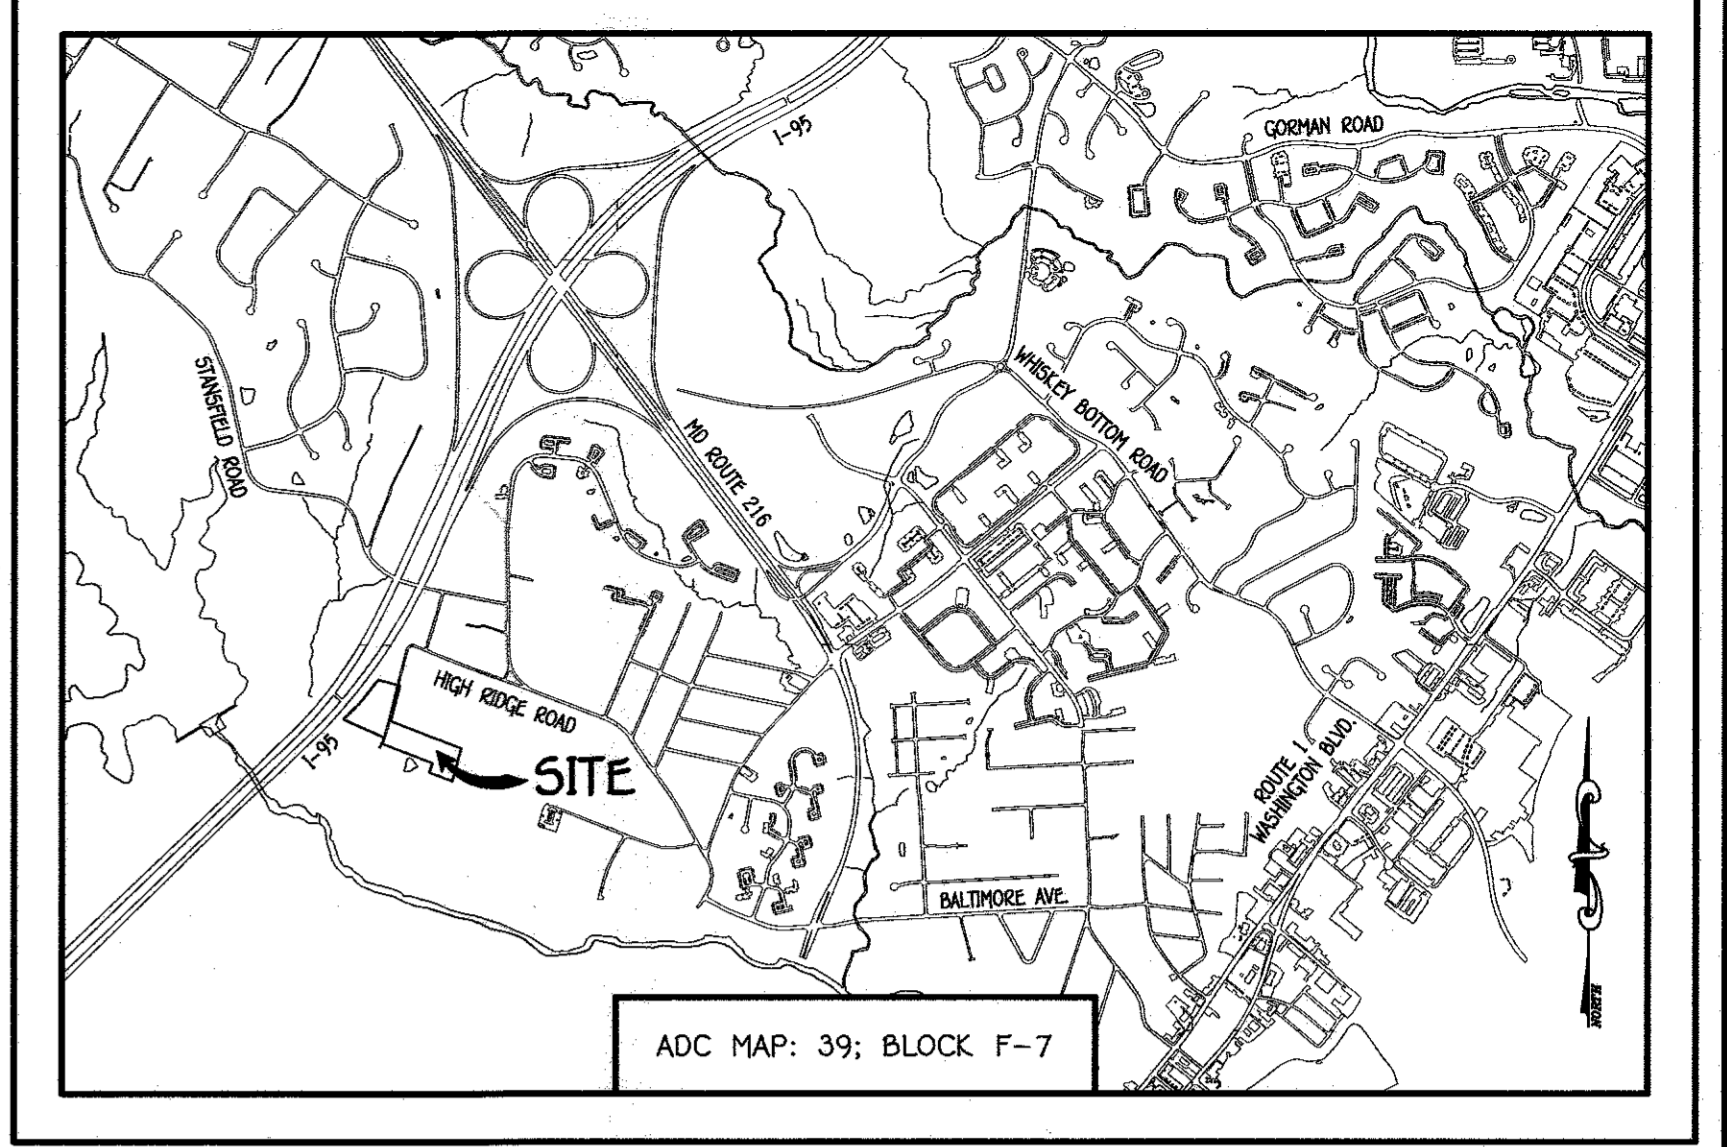 I-95
GORMAN ROAD
WHISKEY BOTTOM ROAD
STANSFIELD ROAD
MD ROUTE 216
HIGH RIDGE ROAD
I-95
SITE
ROUTE 1
WASHINGTON BLVD.
BALTIMORE AVE.
NORTH
ADC MAP: 39; BLOCK F-7